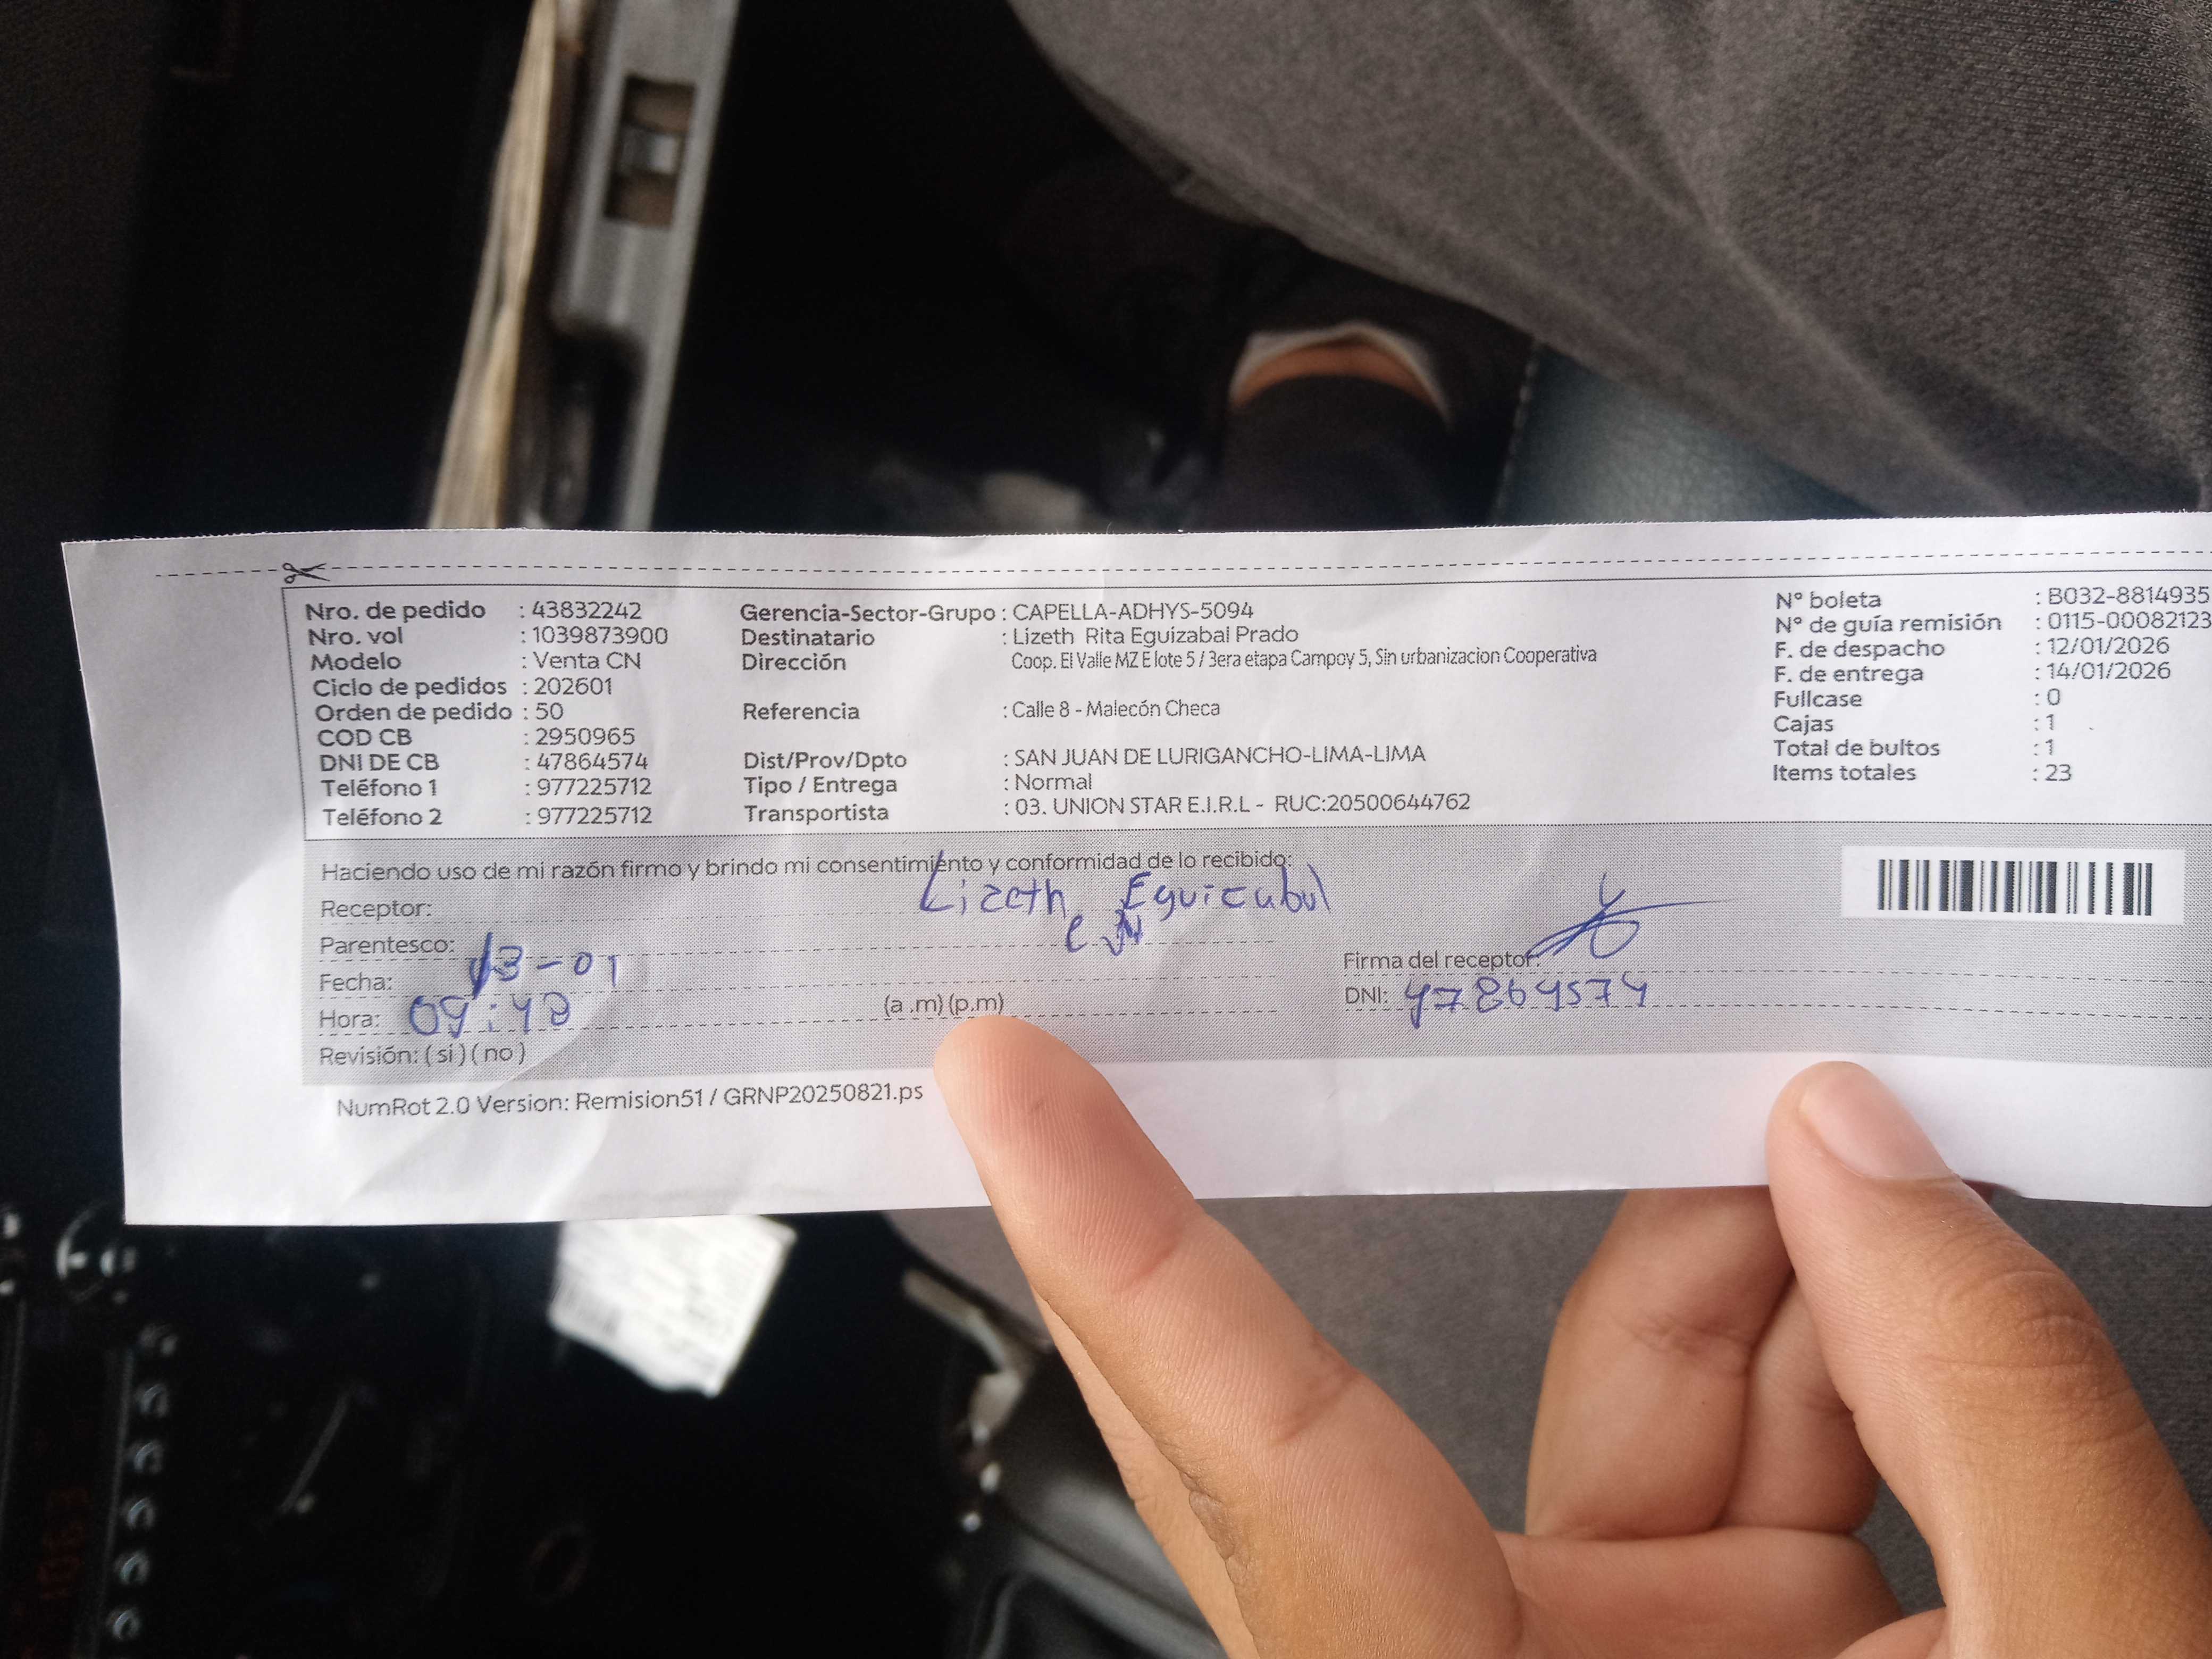 Nro. de pedido : 43832242
Nro. vol : 1039873900
Modelo : Venta CN
Ciclo de pedidos : 202601
Orden de pedido : 50
COD CB : 2950965
DNI DE CB : 47864574
Teléfono 1 : 977225712
Teléfono 2 : 977225712
Gerencia-Sector-Grupo : CAPELLA-ADHYS-5094
Destinatario : Lizeth Rita Eguizabal Prado
Dirección Coop. El Valle MZ E lote 5 / 3era etapa Campoy 5, Sin urbanizacion Cooperativa
Referencia : Calle 8 - Malecón Checa
Dist/Prov/Dpto : SAN JUAN DE LURIGANCHO-LIMA-LIMA
Tipo / Entrega : Normal
Transportista : 03. UNION STAR E.I.R.L - RUC:20500644762
N° boleta : B032-8814935
N° de guía remisión : 0115-00082123
F. de despacho : 12/01/2026
F. de entrega : 14/01/2026
Fullcase : 0
Cajas : 1
Total de bultos : 1
Items totales : 23
Haciendo uso de mi razón firmo y brindo mi consentimiento y conformidad de lo recibido:
Receptor: Lizeth Eguizabal
Parentesco:
Fecha: 13-01
Hora: 09:48 (a .m) (p.m)
Revisión: ( si ) ( no )
Firma del receptor:
DNI: 47864574
NumRot 2.0 Version: Remision51 / GRNP20250821.ps